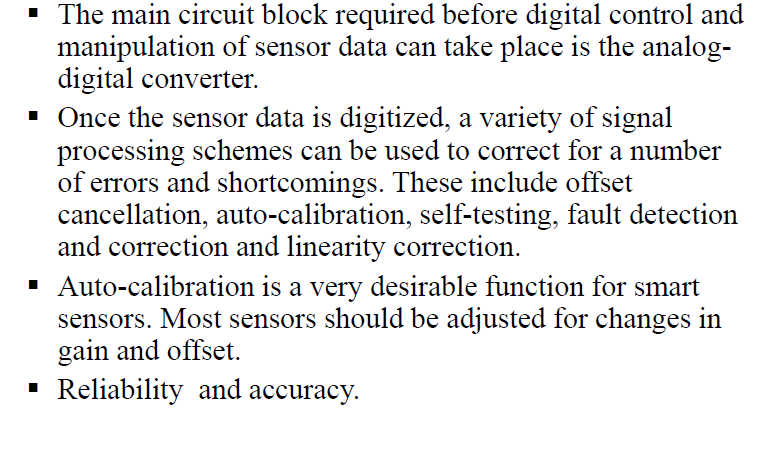 ▪ The main circuit block required before digital control and
manipulation of sensor data can take place is the analog-
digital converter.
▪ Once the sensor data is digitized, a variety of signal
processing schemes can be used to correct for a number
of errors and shortcomings. These include offset
cancellation, auto-calibration, self-testing, fault detection
and correction and linearity correction.
▪ Auto-calibration is a very desirable function for smart
sensors. Most sensors should be adjusted for changes in
gain and offset.
▪ Reliability  and accuracy.